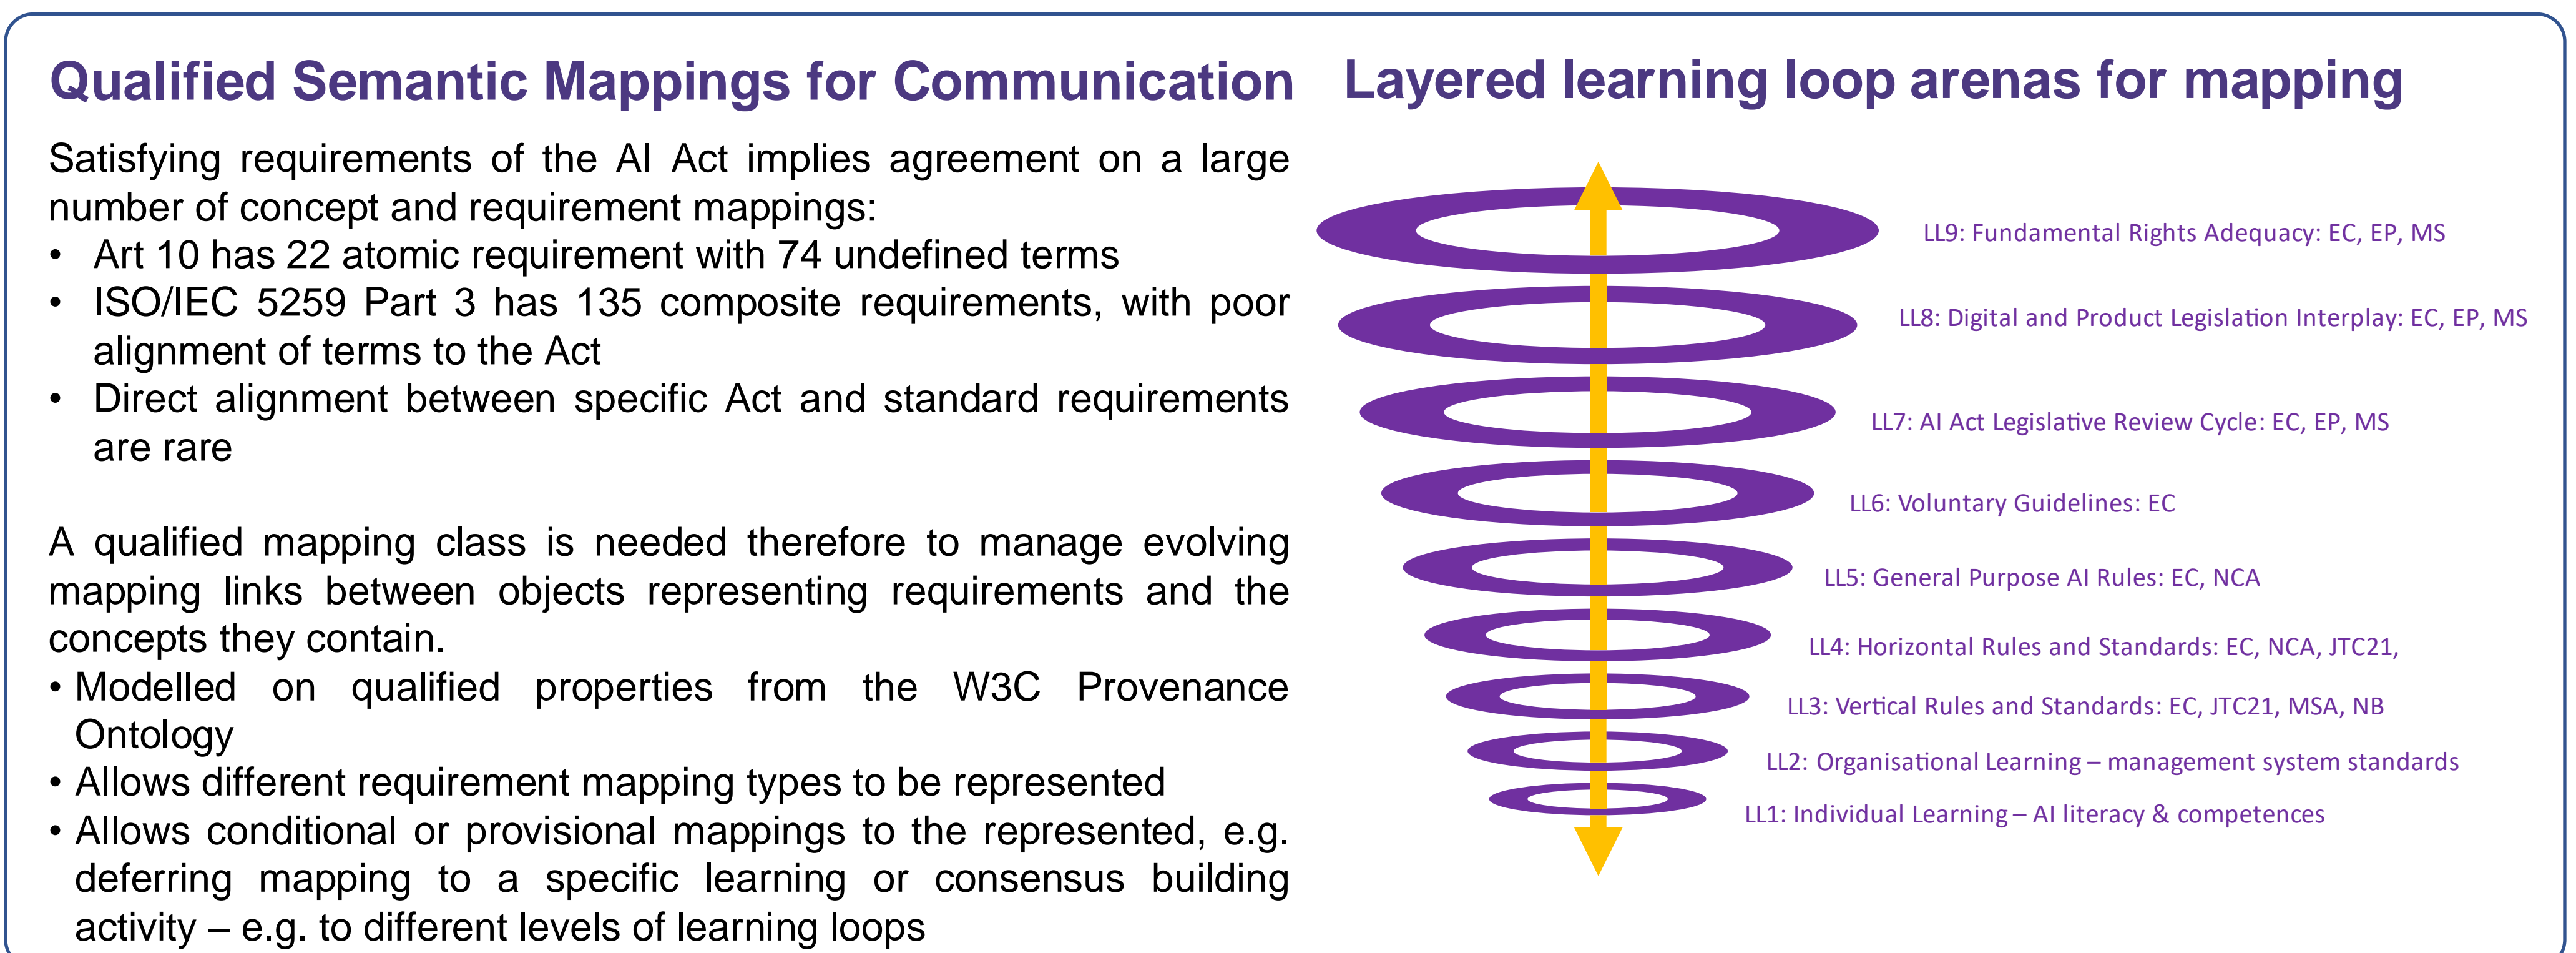 Qualified Semantic Mappings for Communication
Satisfying requirements of the AI Act implies agreement on a large
number of concept and requirement mappings:
• Art 10 has 22 atomic requirement with 74 undefined terms
• ISO/IEC 5259 Part 3 has 135 composite requirements, with poor
alignment of terms to the Act
• Direct alignment between specific Act and standard requirements
are rare
A qualified mapping class is needed therefore to manage evolving
mapping links between objects representing requirements and the
concepts they contain.
• Modelled on qualified properties from the W3C Provenance
Ontology
• Allows different requirement mapping types to be represented
• Allows conditional or provisional mappings to the represented, e.g.
deferring mapping to a specific learning or consensus building
activity – e.g. to different levels of learning loops
Layered learning loop arenas for mapping
LL9: Fundamental Rights Adequacy: EC, EP, MS
LL8: Digital and Product Legislation Interplay: EC, EP, MS
LL7: AI Act Legislative Review Cycle: EC, EP, MS
LL6: Voluntary Guidelines: EC
LL5: General Purpose AI Rules: EC, NCA
LL4: Horizontal Rules and Standards: EC, NCA, JTC21,
LL3: Vertical Rules and Standards: EC, JTC21, MSA, NB
LL2: Organisational Learning – management system standards
LL1: Individual Learning – AI literacy & competences